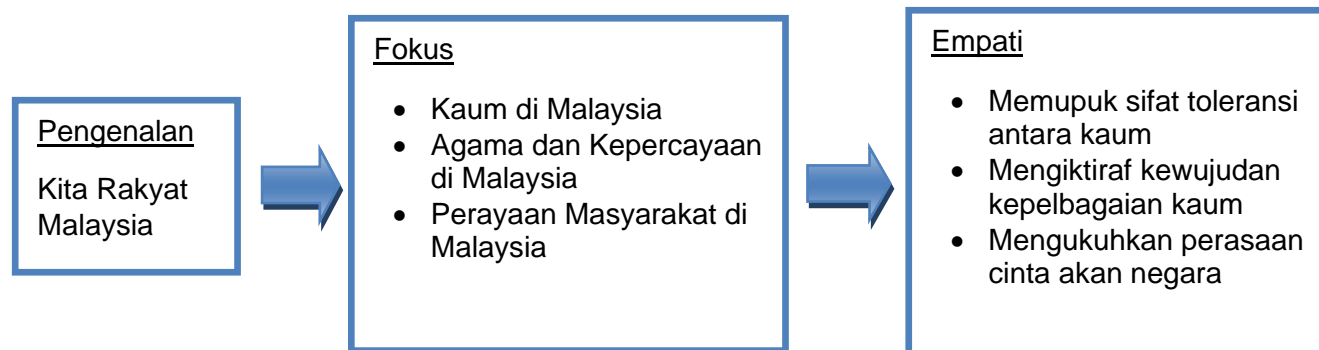 Pengenalan
Kita Rakyat
Malaysia
Fokus
• Kaum di Malaysia
• Agama dan Kepercayaan
di Malaysia
• Perayaan Masyarakat di
Malaysia
Empati
• Memupuk sifat toleransi
antara kaum
• Mengiktiraf kewujudan
kepelbagaian kaum
• Mengukuhkan perasaan
cinta akan negara